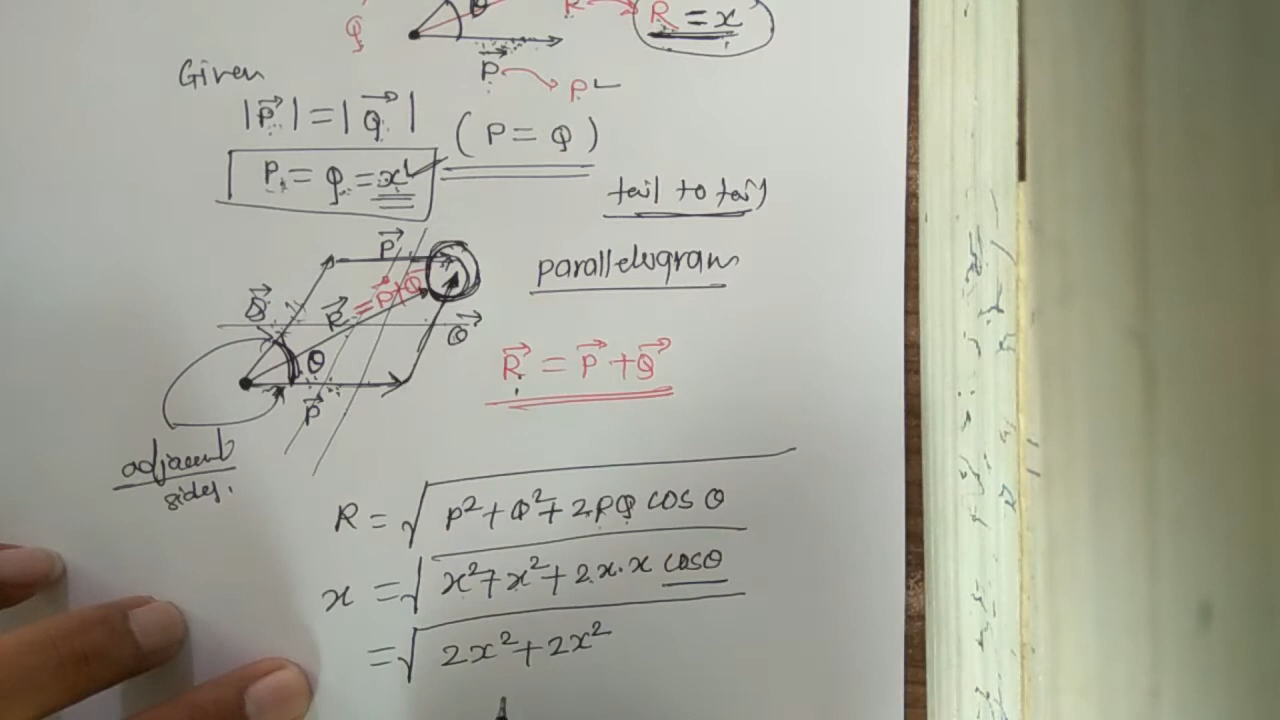 θ R R = x
Q
P⃗ P
Given
|P⃗| = |Q⃗| (P = Q)
P = Q = x
tail to tail
P⃗
parallelogram
Q⃗ R⃗ = P⃗+Q⃗
Q⃗
θ
R⃗ = P⃗ + Q⃗
P⃗
adjacent
sides.
R = √P²+Q²+2PQ cos θ
x = √x²+x²+2x·x cosθ
= √2x²+2x²